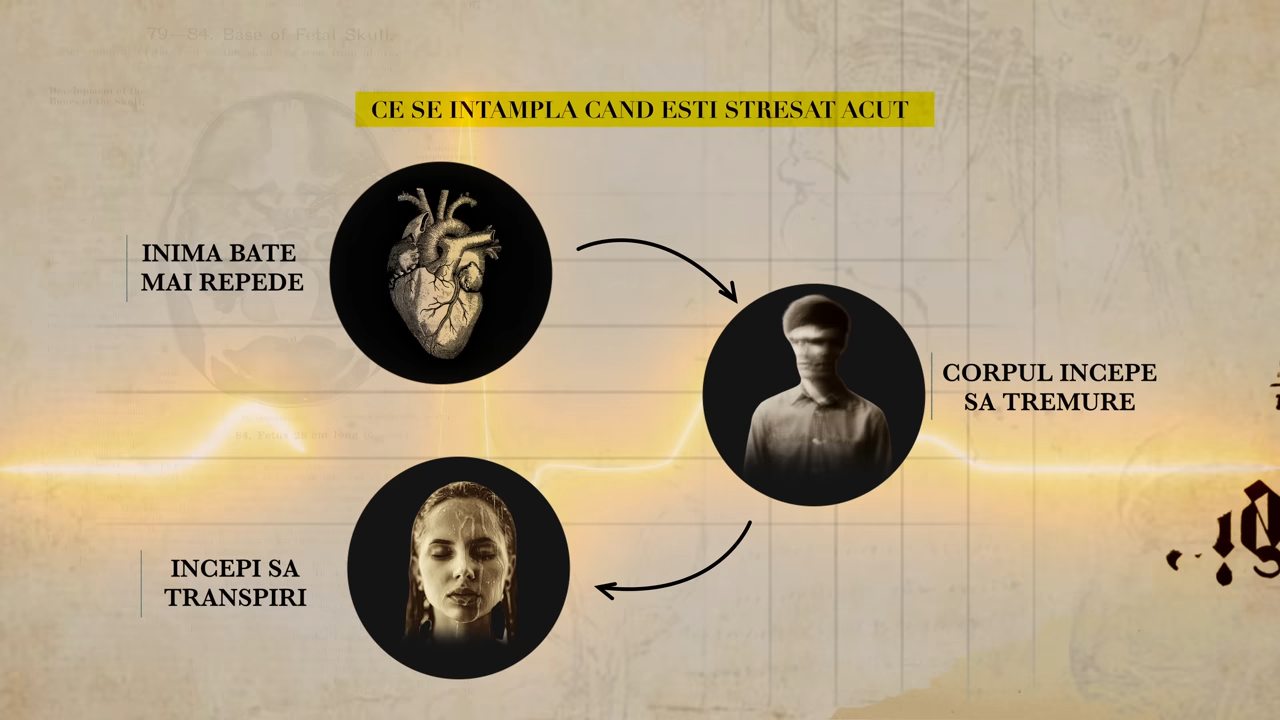 79—84. Base of Fetal Skull.
CE SE INTAMPLA CAND ESTI STRESAT ACUT
INIMA BATE
MAI REPEDE
CORPUL INCEPE
SA TREMURE
INCEPI SA
TRANSPIRI